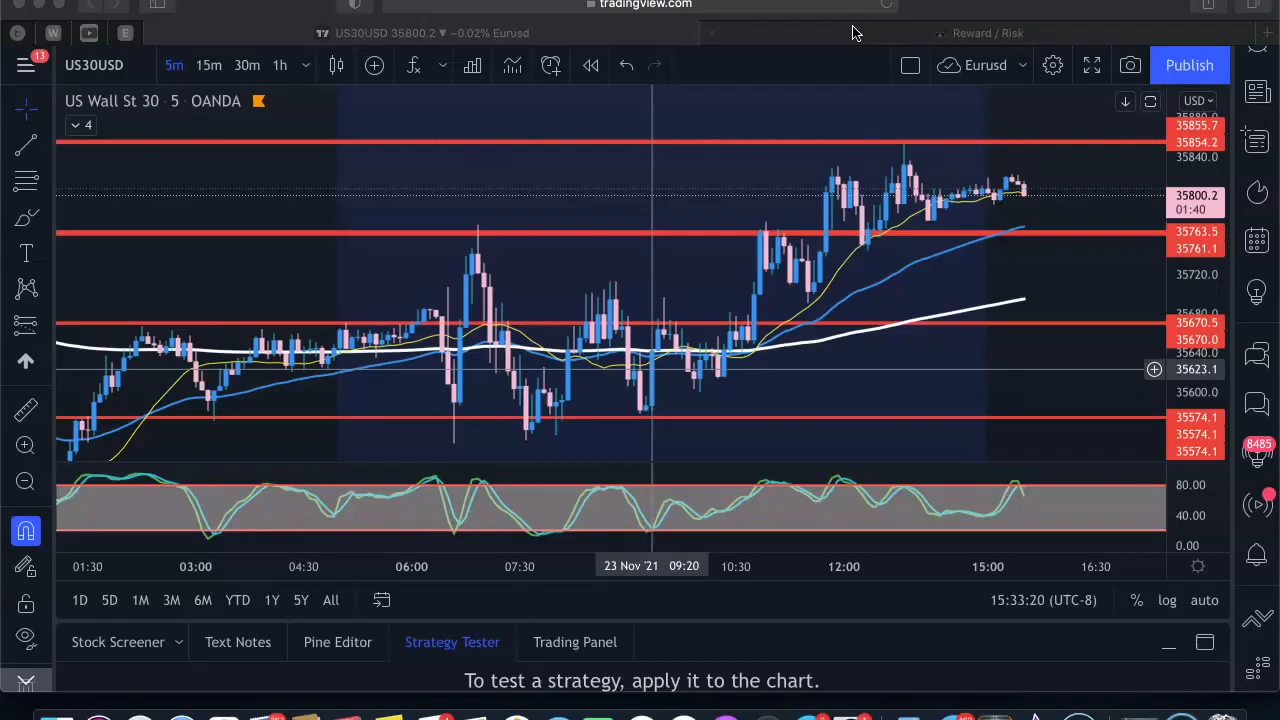 tradingview.com
W E US30USD 35800.2 ▼ −0.02% Eurusd Reward / Risk
13
US30USD 5m 15m 30m 1h Eurusd Publish
US Wall St 30 · 5 · OANDA USD
4
35855.7
35854.2
35840.0
35800.2
01:40
35763.5
35761.1
35720.0
35670.5
35670.0
35640.0
35623.1
35600.0
35574.1
35574.1
35574.1
8485
80.00
40.00
0.00
01:30 03:00 04:30 06:00 07:30 23 Nov '21 09:20 10:30 12:00 15:00 16:30
1D 5D 1M 3M 6M YTD 1Y 5Y All 15:33:20 (UTC-8) % log auto
Stock Screener Text Notes Pine Editor Strategy Tester Trading Panel
To test a strategy, apply it to the chart.